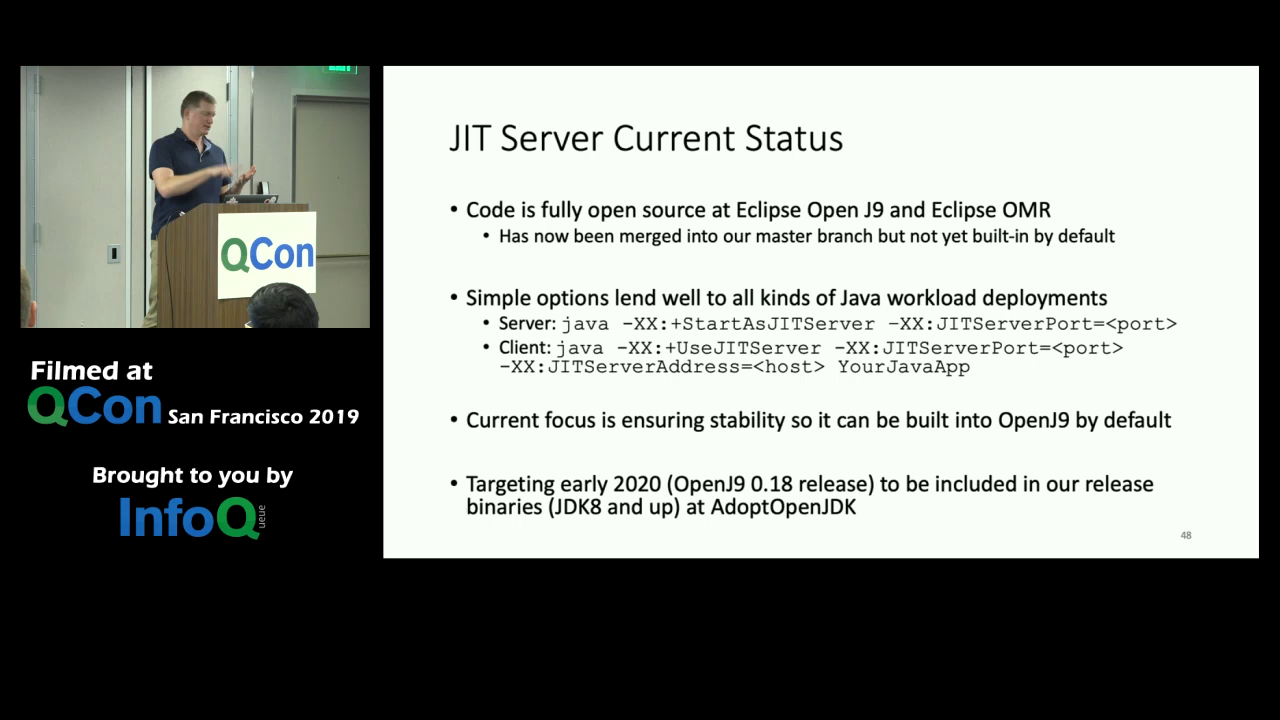 QCon
Filmed at
QCon San Francisco 2019
Brought to you by
InfoQ
ueue
JIT Server Current Status
• Code is fully open source at Eclipse Open J9 and Eclipse OMR
• Has now been merged into our master branch but not yet built-in by default
• Simple options lend well to all kinds of Java workload deployments
• Server: java -XX:+StartAsJITServer -XX:JITServerPort=<port>
• Client: java -XX:+UseJITServer -XX:JITServerPort=<port>
-XX:JITServerAddress=<host> YourJavaApp
• Current focus is ensuring stability so it can be built into OpenJ9 by default
• Targeting early 2020 (OpenJ9 0.18 release) to be included in our release
binaries (JDK8 and up) at AdoptOpenJDK
48